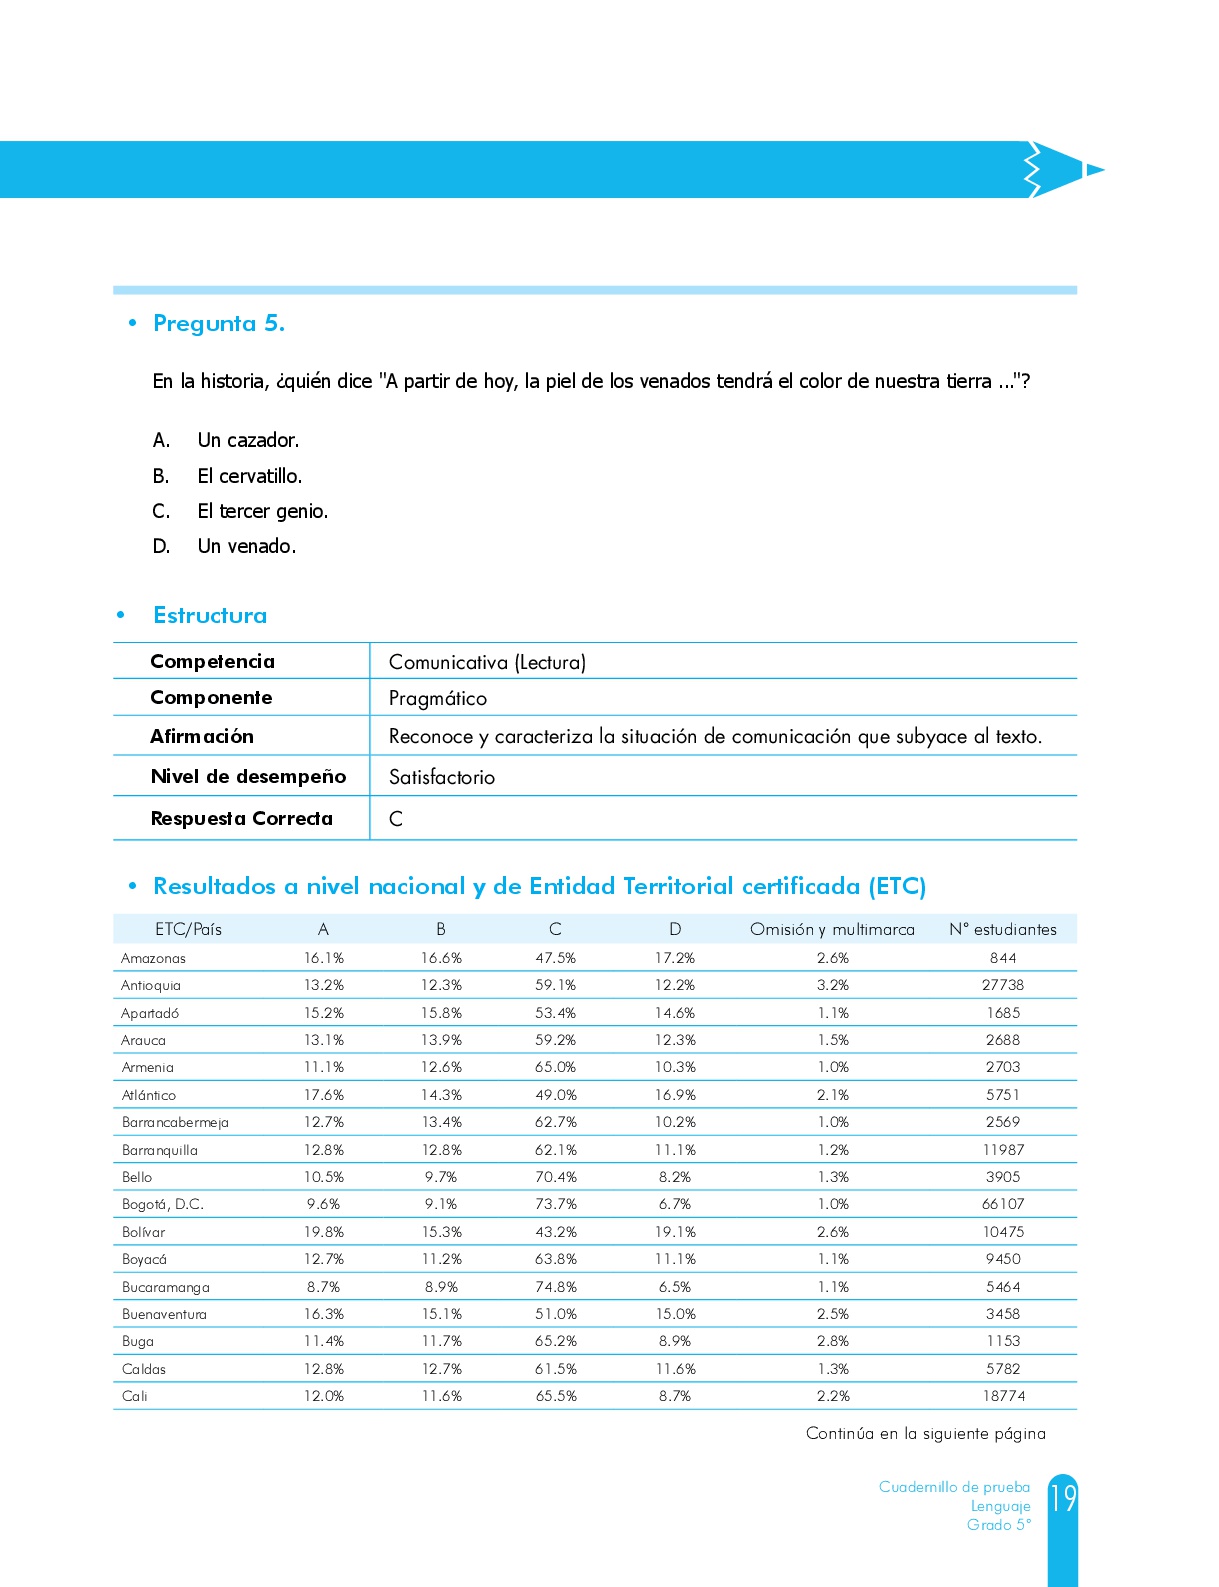 • Pregunta 5.
En la historia, ¿quién dice "A partir de hoy, la piel de los venados tendrá el color de nuestra tierra ..."?
A. Un cazador.
B. El cervatillo.
C. El tercer genio.
D. Un venado.
• Estructura
Competencia Comunicativa (Lectura)
Componente Pragmático
Afirmación Reconoce y caracteriza la situación de comunicación que subyace al texto.
Nivel de desempeño Satisfactorio
Respuesta Correcta C
• Resultados a nivel nacional y de Entidad Territorial certificada (ETC)
ETC/País A B C D Omisión y multimarca N° estudiantes
Amazonas 16.1% 16.6% 47.5% 17.2% 2.6% 844
Antioquia 13.2% 12.3% 59.1% 12.2% 3.2% 27738
Apartadó 15.2% 15.8% 53.4% 14.6% 1.1% 1685
Arauca 13.1% 13.9% 59.2% 12.3% 1.5% 2688
Armenia 11.1% 12.6% 65.0% 10.3% 1.0% 2703
Atlántico 17.6% 14.3% 49.0% 16.9% 2.1% 5751
Barrancabermeja 12.7% 13.4% 62.7% 10.2% 1.0% 2569
Barranquilla 12.8% 12.8% 62.1% 11.1% 1.2% 11987
Bello 10.5% 9.7% 70.4% 8.2% 1.3% 3905
Bogotá, D.C. 9.6% 9.1% 73.7% 6.7% 1.0% 66107
Bolívar 19.8% 15.3% 43.2% 19.1% 2.6% 10475
Boyacá 12.7% 11.2% 63.8% 11.1% 1.1% 9450
Bucaramanga 8.7% 8.9% 74.8% 6.5% 1.1% 5464
Buenaventura 16.3% 15.1% 51.0% 15.0% 2.5% 3458
Buga 11.4% 11.7% 65.2% 8.9% 2.8% 1153
Caldas 12.8% 12.7% 61.5% 11.6% 1.3% 5782
Cali 12.0% 11.6% 65.5% 8.7% 2.2% 18774
Continúa en la siguiente página
Cuadernillo de prueba
Lenguaje
Grado 5°
19